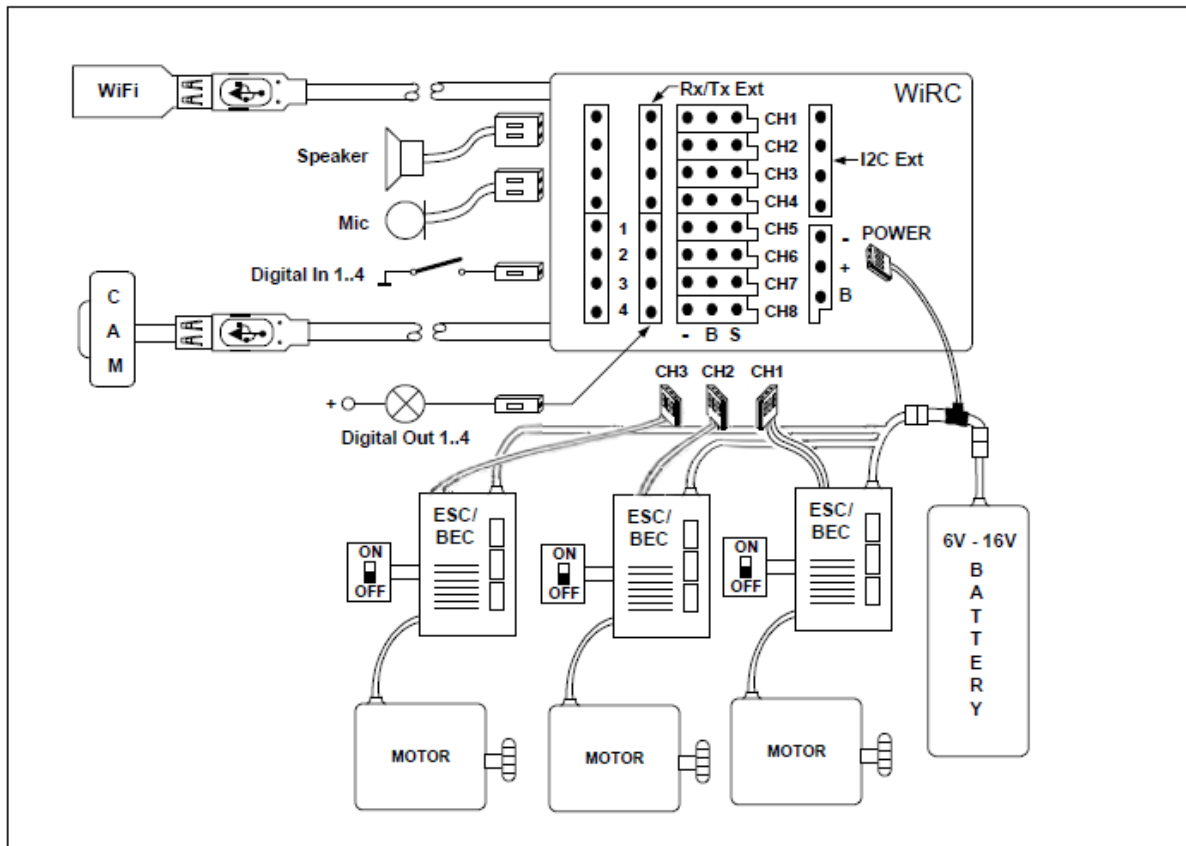 WiFi
WiRC
Rx/Tx Ext
CH1
CH2
CH3
CH4
CH5
CH6
CH7
CH8
I2C Ext
Speaker
Mic
Digital In 1..4
1
2
3
4
- B S
POWER
-
+
B
C
A
M
+
Digital Out 1..4
CH3
CH2
CH1
ESC/
BEC
ON
OFF
MOTOR
ESC/
BEC
ON
OFF
MOTOR
ESC/
BEC
ON
OFF
MOTOR
6V - 16V
B
A
T
T
E
R
Y